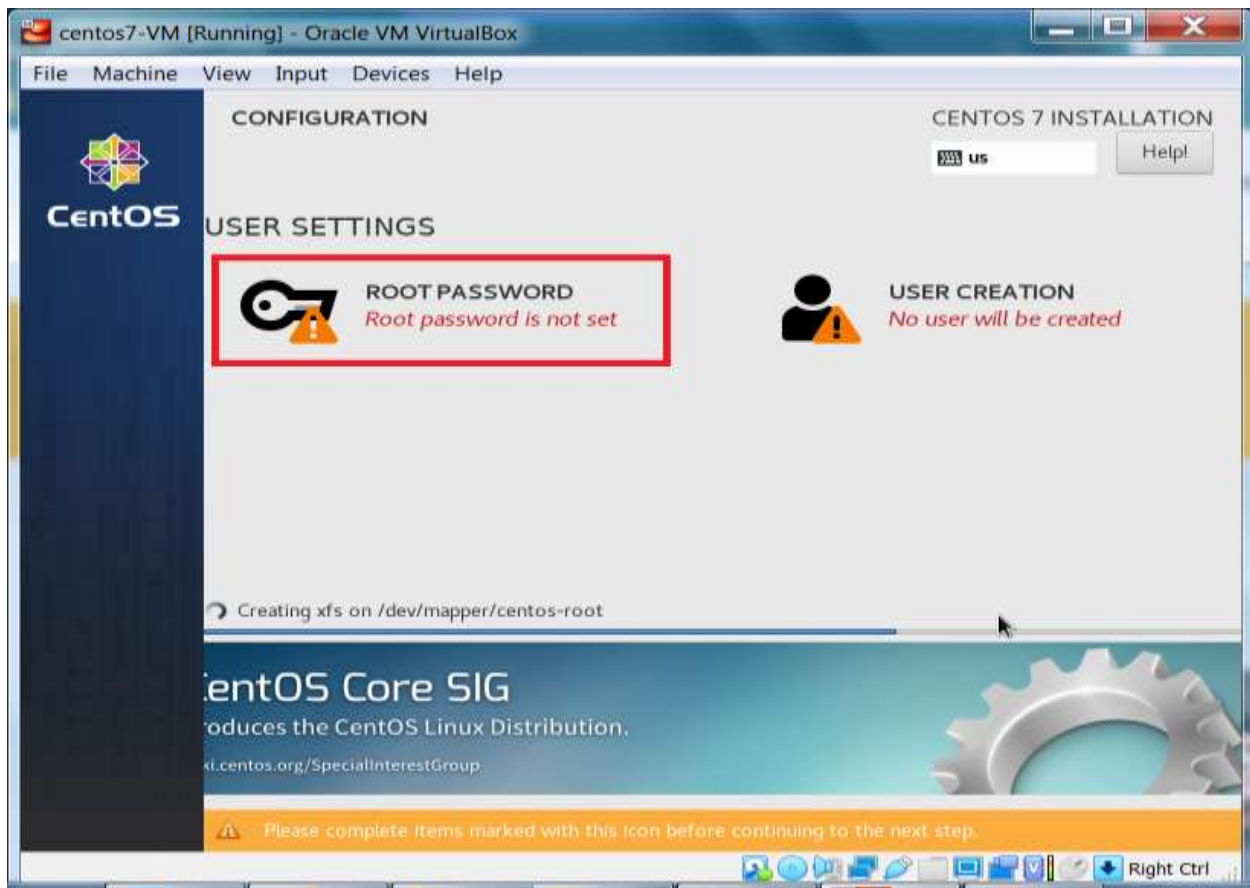 centos7-VM [Running] - Oracle VM VirtualBox
File Machine View Input Devices Help
CONFIGURATION
CENTOS 7 INSTALLATION
us
Help!
CentOS
USER SETTINGS
ROOT PASSWORD
Root password is not set
USER CREATION
No user will be created
Creating xfs on /dev/mapper/centos-root
entOS Core SIG
oduces the CentOS Linux Distribution.
ki.centos.org/SpecialInterestGroup
Please complete items marked with this icon before continuing to the next step.
Right Ctrl